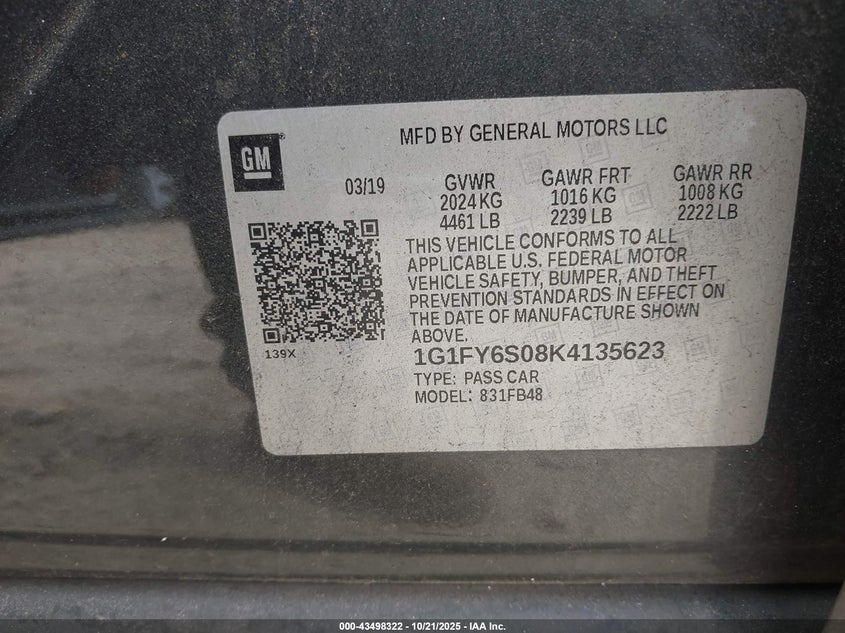 MFD BY GENERAL MOTORS LLC
GM
03/19 GVWR GAWR FRT GAWR RR
2024 KG 1016 KG 1008 KG
4461 LB 2239 LB 2222 LB
THIS VEHICLE CONFORMS TO ALL
APPLICABLE U.S. FEDERAL MOTOR
VEHICLE SAFETY, BUMPER, AND THEFT
PREVENTION STANDARDS IN EFFECT ON
THE DATE OF MANUFACTURE SHOWN
ABOVE.
139X
1G1FY6S08K4135623
TYPE: PASS CAR
MODEL: 831FB48
000-43498322 | 10/21/2025 - IAA Inc.